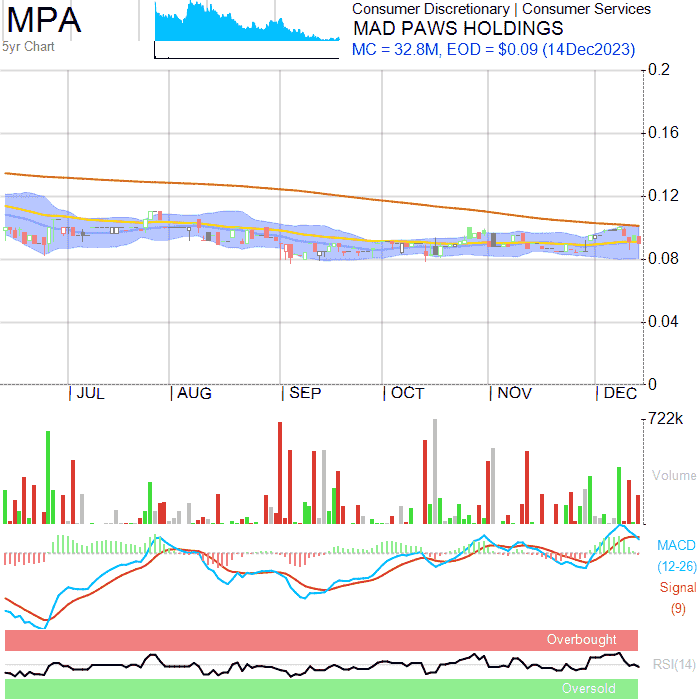 MPA
5yr Chart
Consumer Discretionary | Consumer Services
MAD PAWS HOLDINGS
MC = 32.8M, EOD = $0.09 (14Dec2023)
0.2
0.16
0.12
0.08
0.04
0
| JUL | AUG | SEP | OCT | NOV | DEC
722k
Volume
MACD
(12-26)
Signal
(9)
Overbought
RSI(14)
Oversold